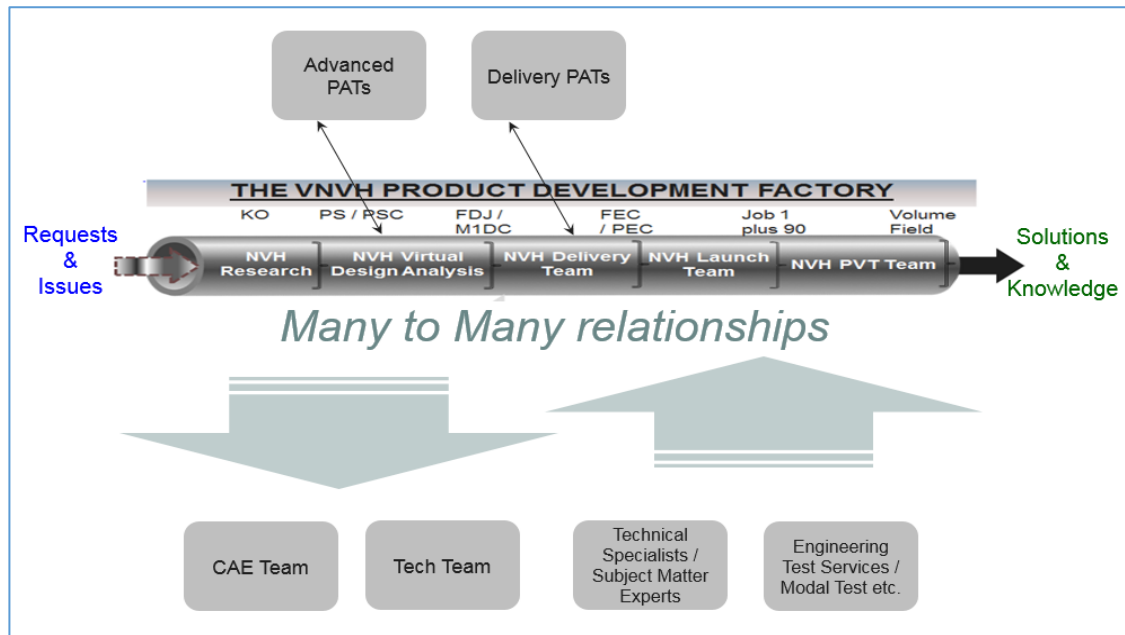 Advanced
PATs
Delivery PATs
THE VNVH PRODUCT DEVELOPMENT FACTORY
KO
PS / PSC
FDJ /
M1DC
FEC
/ PEC
Job 1
plus 90
Volume
Field
Requests
&
Issues
NVH
Research
NVH Virtual
Design Analysis
NVH Delivery
Team
NVH Launch
Team
NVH PVT Team
Solutions
&
Knowledge
Many to Many relationships
CAE Team
Tech Team
Technical
Specialists /
Subject Matter
Experts
Engineering
Test Services /
Modal Test etc.